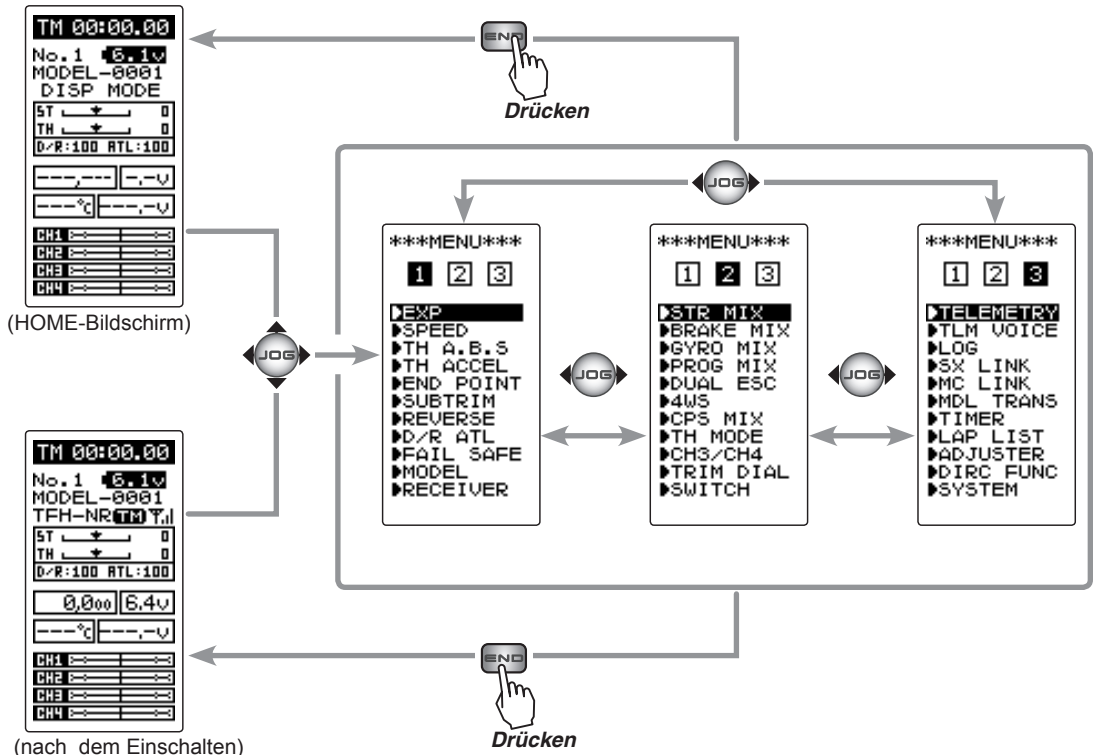 TM 00:00.00
No.1 6.1v
MODEL-0001
DISP MODE
ST 0
TH 0
D/R:100 ATL:100
---,--- -.-v
---°C ---.-v
CH1
CH2
CH3
CH4
(HOME-Bildschirm)
END
Drücken
JOG
JOG
***MENU***
1 2 3
EXP
SPEED
TH A.B.S
TH ACCEL
END POINT
SUBTRIM
REVERSE
D/R ATL
FAIL SAFE
MODEL
RECEIVER
JOG
***MENU***
1 2 3
STR MIX
BRAKE MIX
GYRO MIX
PROG MIX
DUAL ESC
4WS
CPS MIX
TH MODE
CH3/CH4
TRIM DIAL
SWITCH
JOG
***MENU***
1 2 3
TELEMETRY
TLM VOICE
LOG
SX LINK
MC LINK
MDL TRANS
TIMER
LAP LIST
ADJUSTER
DIRC FUNC
SYSTEM
TM 00:00.00
No.1 6.1v
MODEL-0001
TFH-NR TM
ST 0
TH 0
D/R:100 ATL:100
0,000 6.4v
---°C ---.-v
CH1
CH2
CH3
CH4
(nach dem Einschalten)
END
Drücken